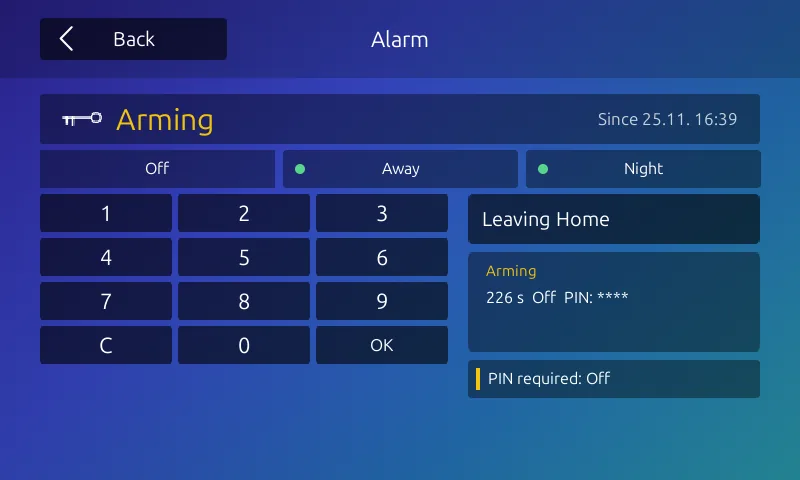 Back
Alarm
Arming
Since 25.11. 16:39
Off
Away
Night
1 2 3
4 5 6
7 8 9
C 0 OK
Leaving Home
Arming
226 s Off PIN: ****
PIN required: Off